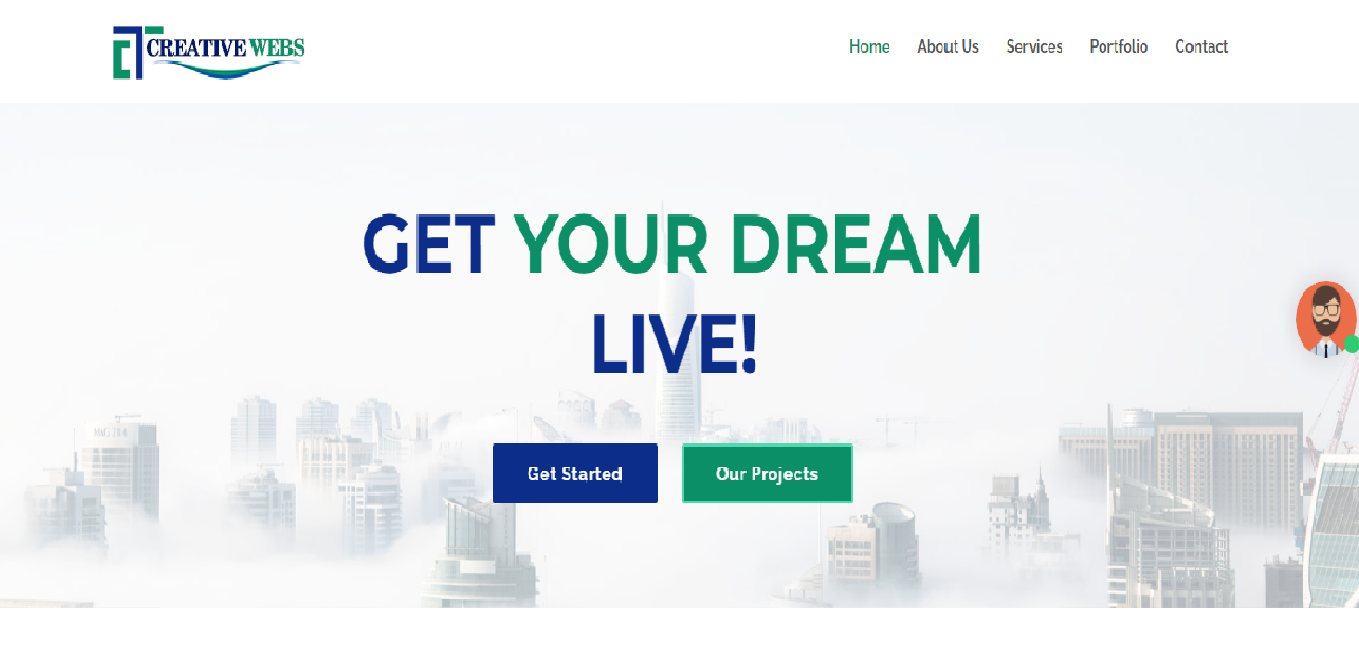 CREATIVE WEBS
Home About Us Services Portfolio Contact
GET YOUR DREAM
LIVE!
Get Started Our Projects